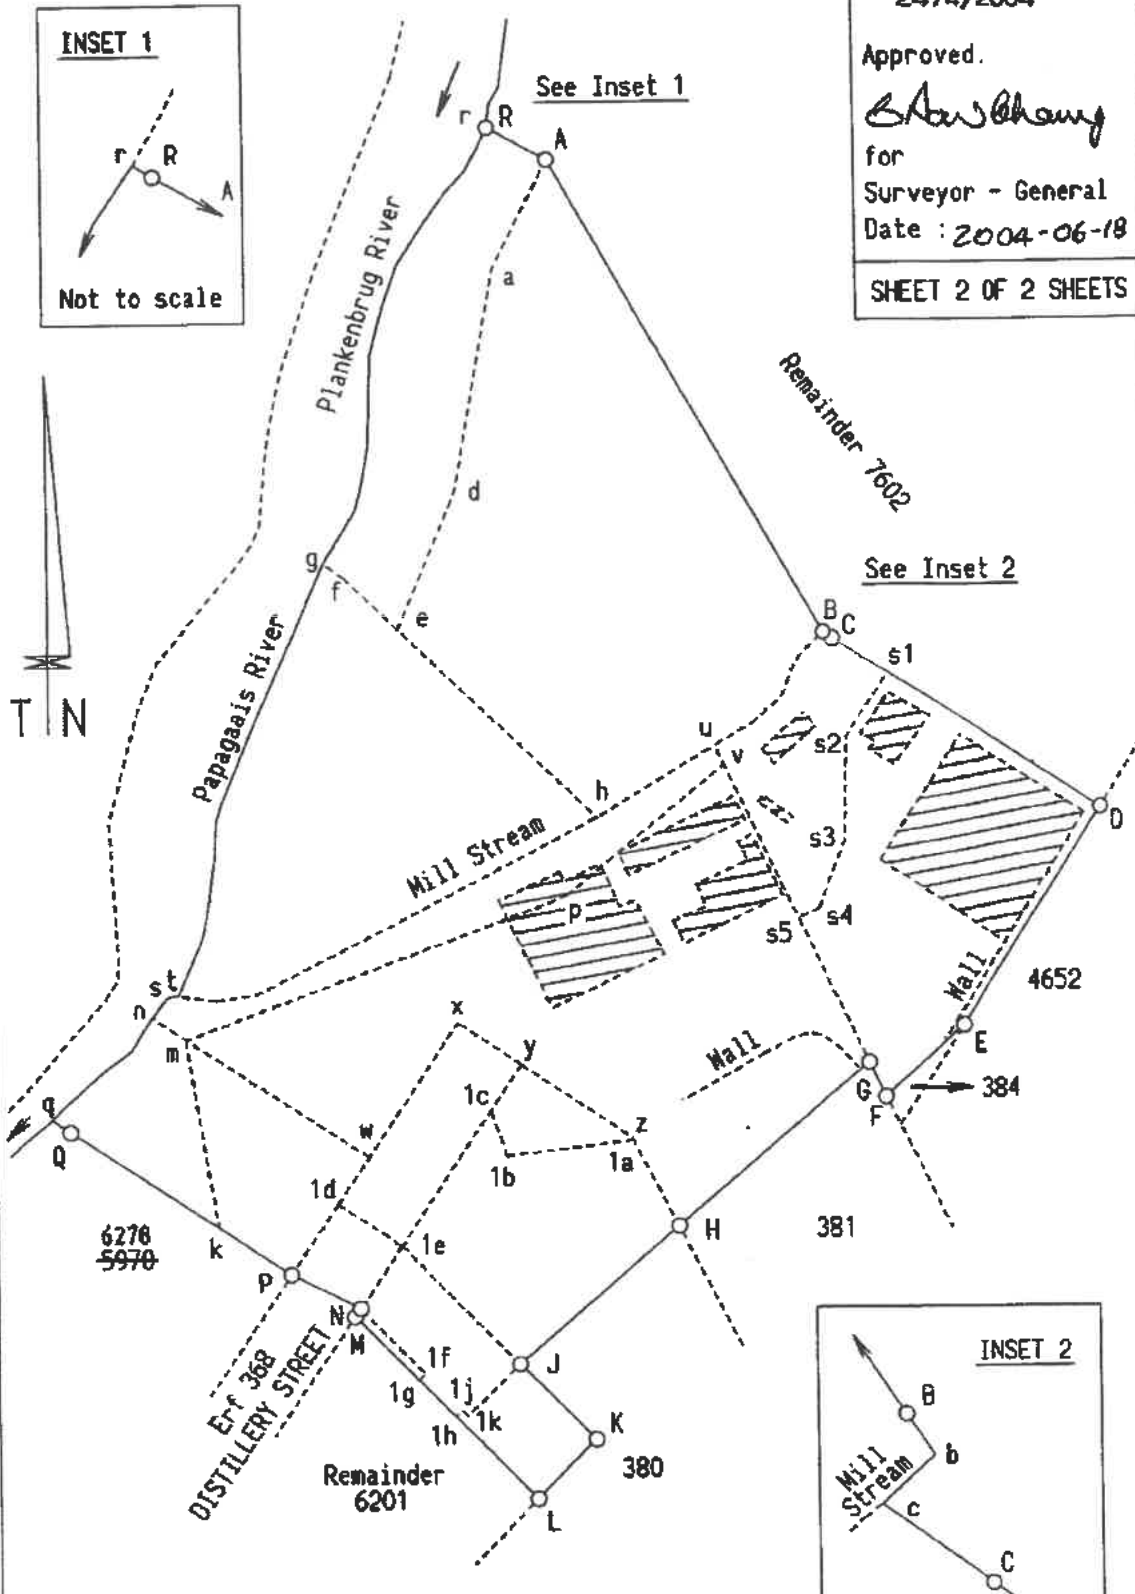 INSET 1
r R
A
Not to scale
See Inset 1
r R
A
Approved.
for
Surveyor - General
Date : 2004-06-18
SHEET 2 OF 2 SHEETS
Plankenbrug River
a
d
Remainder 7602
See Inset 2
g
f
e
B
C
s1
T N
Papagaais River
u
v
s2
D
h
Mill Stream
s3
p
s4
s5
Wall
4652
s t
n
m
x
y
Wall
E
G
F
384
q
Q
w
1c
z
1b
1a
1d
k
6278
5970
1e
H
381
P
N
M
Erf 368
DISTILLERY STREET
1f
1g
1j
1k
1h
J
K
380
Remainder
6201
L
INSET 2
B
b
Mill
Stream
c
C